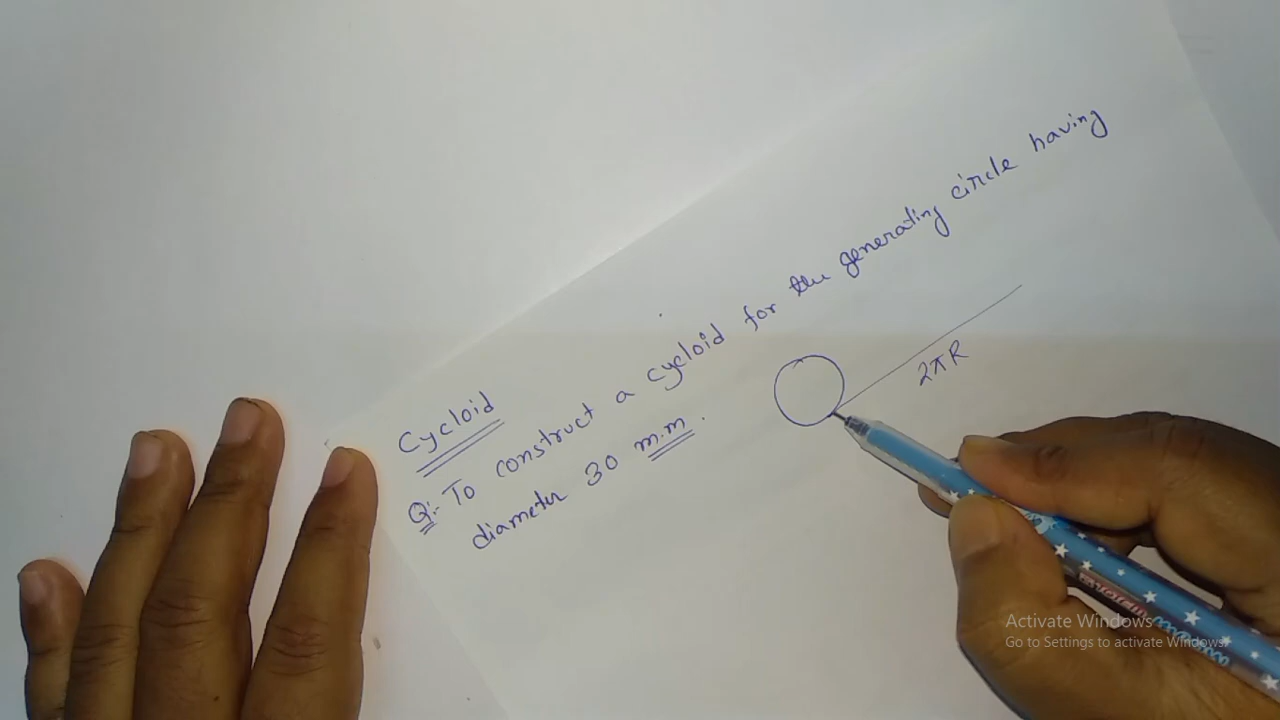 Cycloid
Q:- To construct a cycloid for the generating circle having
diameter 30 m.m.
2πR
Activate Windows
Go to Settings to activate Windows.